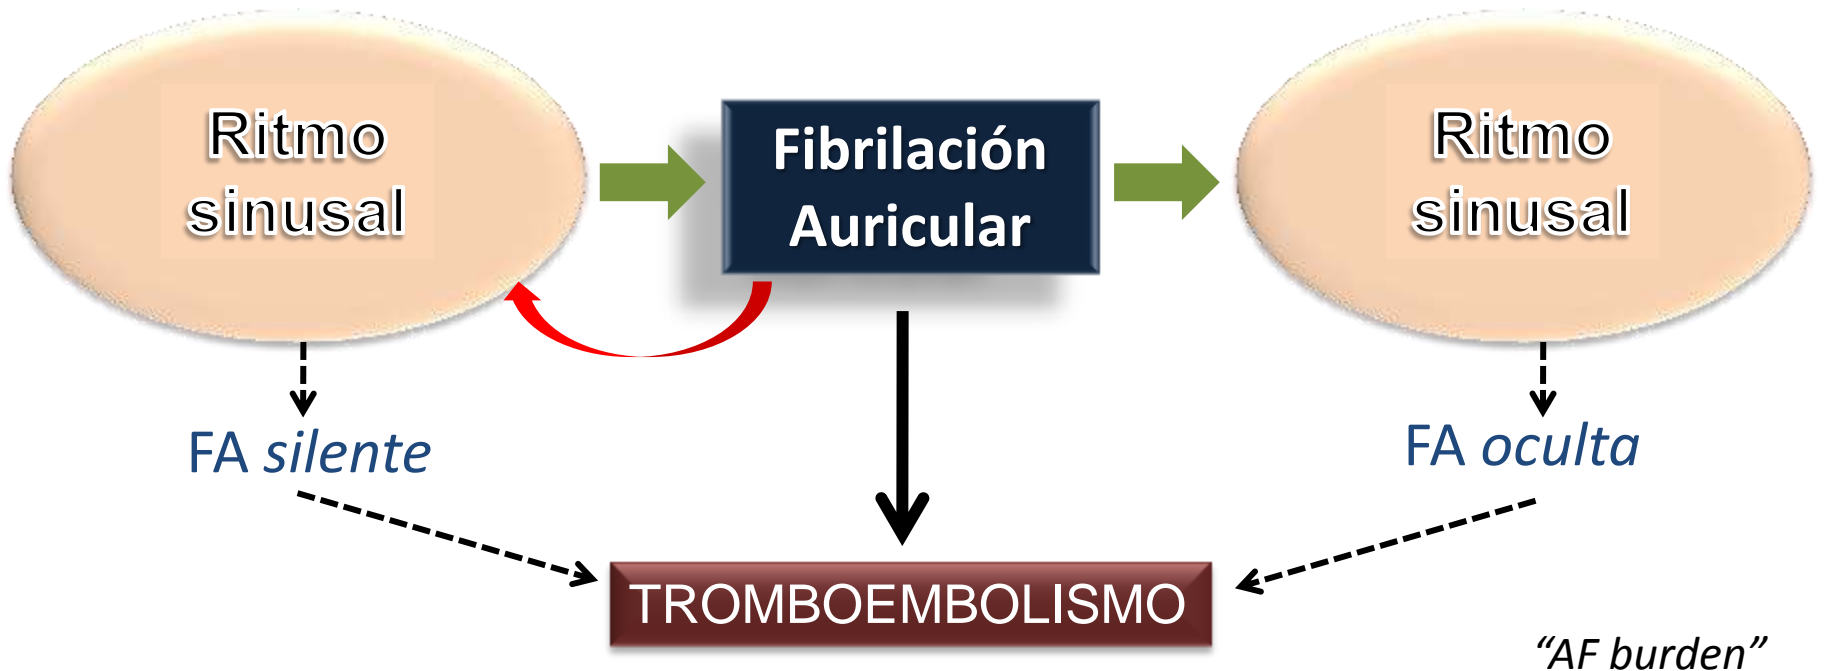 Ritmo
sinusal
Fibrilación
Auricular
Ritmo
sinusal
FA silente
FA oculta
TROMBOEMBOLISMO
“AF burden”